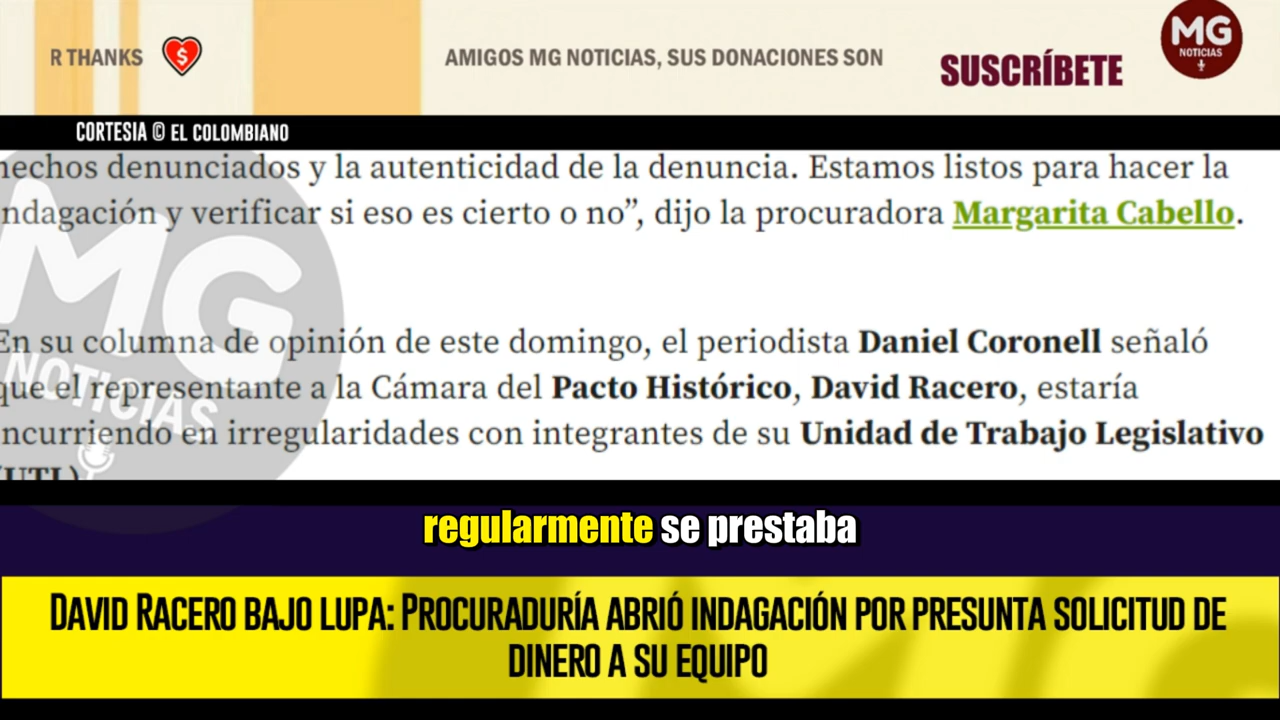 R THANKS
AMIGOS MG NOTICIAS, SUS DONACIONES SON
SUSCRÍBETE
MG
NOTICIAS
CORTESIA © EL COLOMBIANO
hechos denunciados y la autenticidad de la denuncia. Estamos listos para hacer la
indagación y verificar si eso es cierto o no”, dijo la procuradora Margarita Cabello.
MG
NOTICIAS
En su columna de opinión de este domingo, el periodista Daniel Coronell señaló
que el representante a la Cámara del Pacto Histórico, David Racero, estaría
incurriendo en irregularidades con integrantes de su Unidad de Trabajo Legislativo
(UTL)
regularmente se prestaba
DAVID RACERO BAJO LUPA: PROCURADURÍA ABRIÓ INDAGACIÓN POR PRESUNTA SOLICITUD DE
DINERO A SU EQUIPO